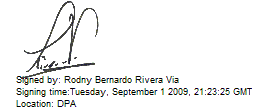 Signed by: Rodny Bernardo Rivera Via
Signing time:Tuesday, September 1 2009, 21:23:25 GMT
Location: DPA